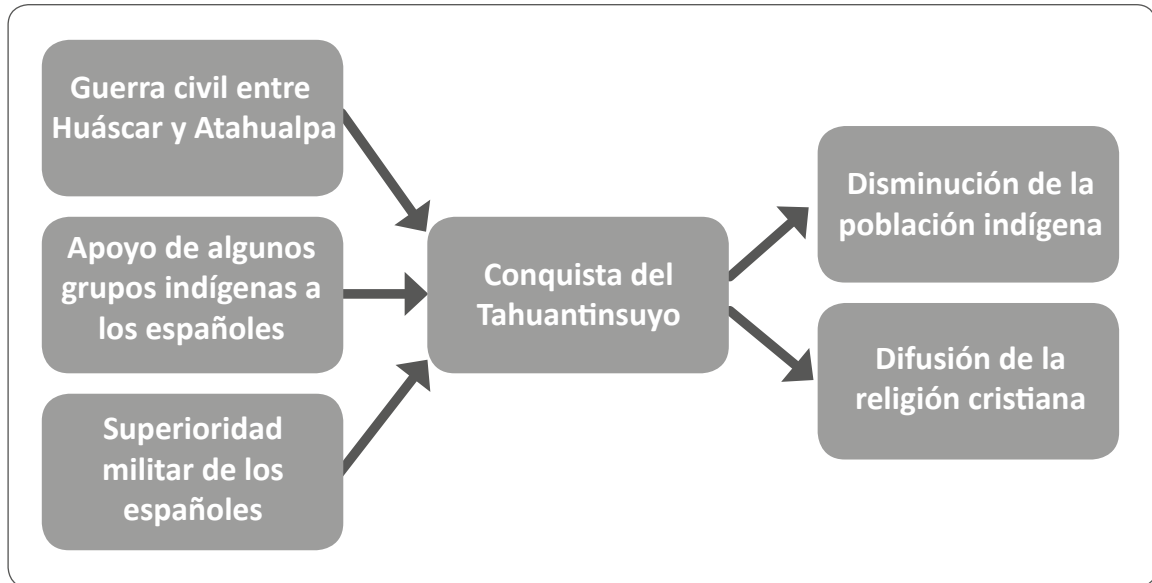 Guerra civil entre
Huáscar y Atahualpa
Apoyo de algunos
grupos indígenas a
los españoles
Superioridad
militar de los
españoles
Conquista del
Tahuantinsuyo
Disminución de la
población indígena
Difusión de la
religión cristiana